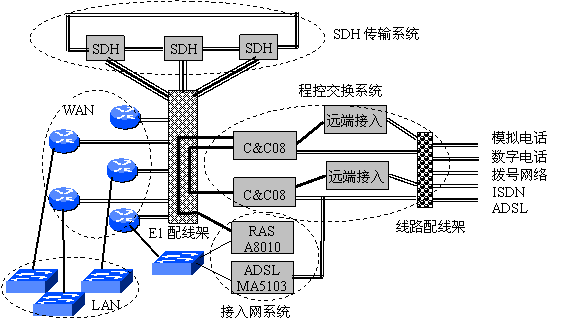 SDH SDH SDH
SDH 传输系统
WAN
程控交换系统
远端接入
C&C08
模拟电话
数字电话
拨号网络
ISDN
ADSL
远端接入
C&C08
E1 配线架
线路配线架
RAS
A8010
ADSL
MA5103
LAN
接入网系统